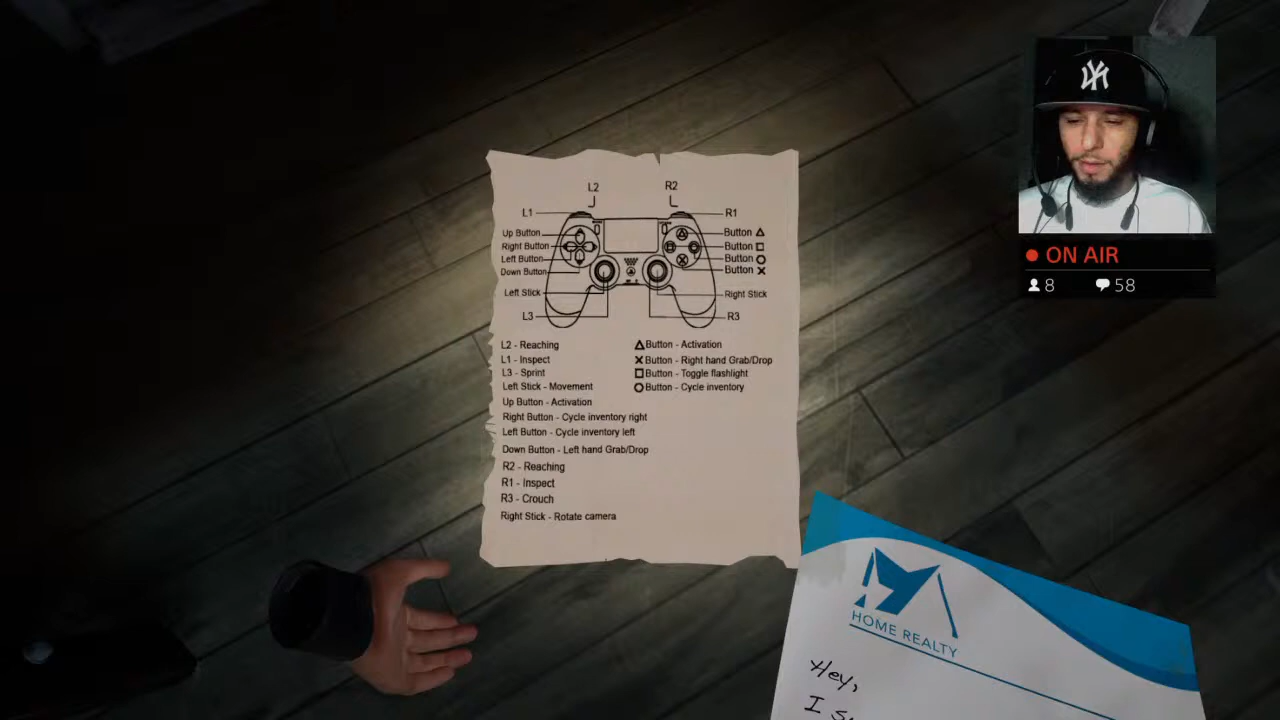 L2 R2
L1 R1
Up Button Button △
Right Button Button □
Left Button Button ○
Down Button Button ✕
Left Stick Right Stick
L3 R3
L2 - Reaching
L1 - Inspect
L3 - Sprint
Left Stick - Movement
Up Button - Activation
Right Button - Cycle inventory right
Left Button - Cycle inventory left
Down Button - Left hand Grab/Drop
R2 - Reaching
R1 - Inspect
R3 - Crouch
Right Stick - Rotate camera
△ Button - Activation
✕ Button - Right hand Grab/Drop
□ Button - Toggle flashlight
○ Button - Cycle inventory
HOME REALTY
Hey,
I
NY
ON AIR
8 58